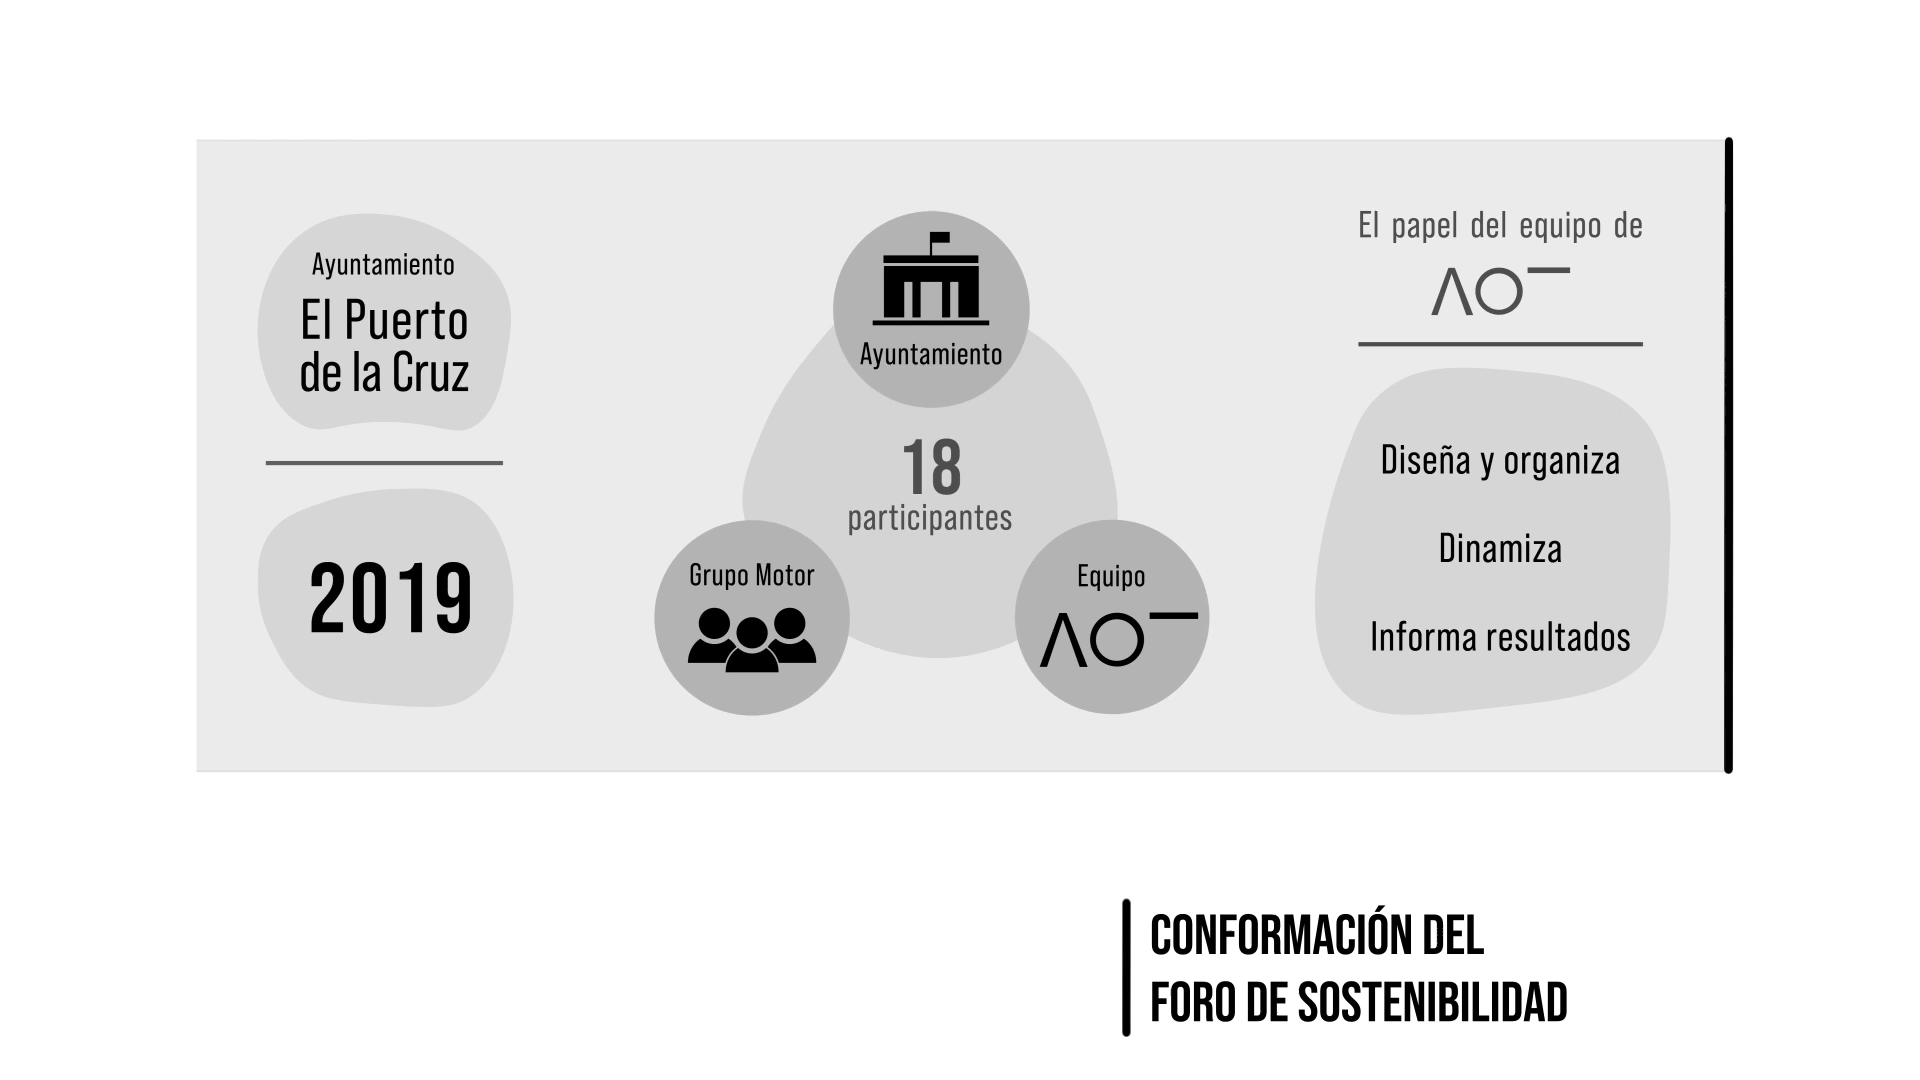 Ayuntamiento
El Puerto
de la Cruz
2019
Ayuntamiento
18
participantes
Grupo Motor
Equipo
ΛO‾
El papel del equipo de
ΛO‾
Diseña y organiza
Dinamiza
Informa resultados
CONFORMACIÓN DEL
FORO DE SOSTENIBILIDAD